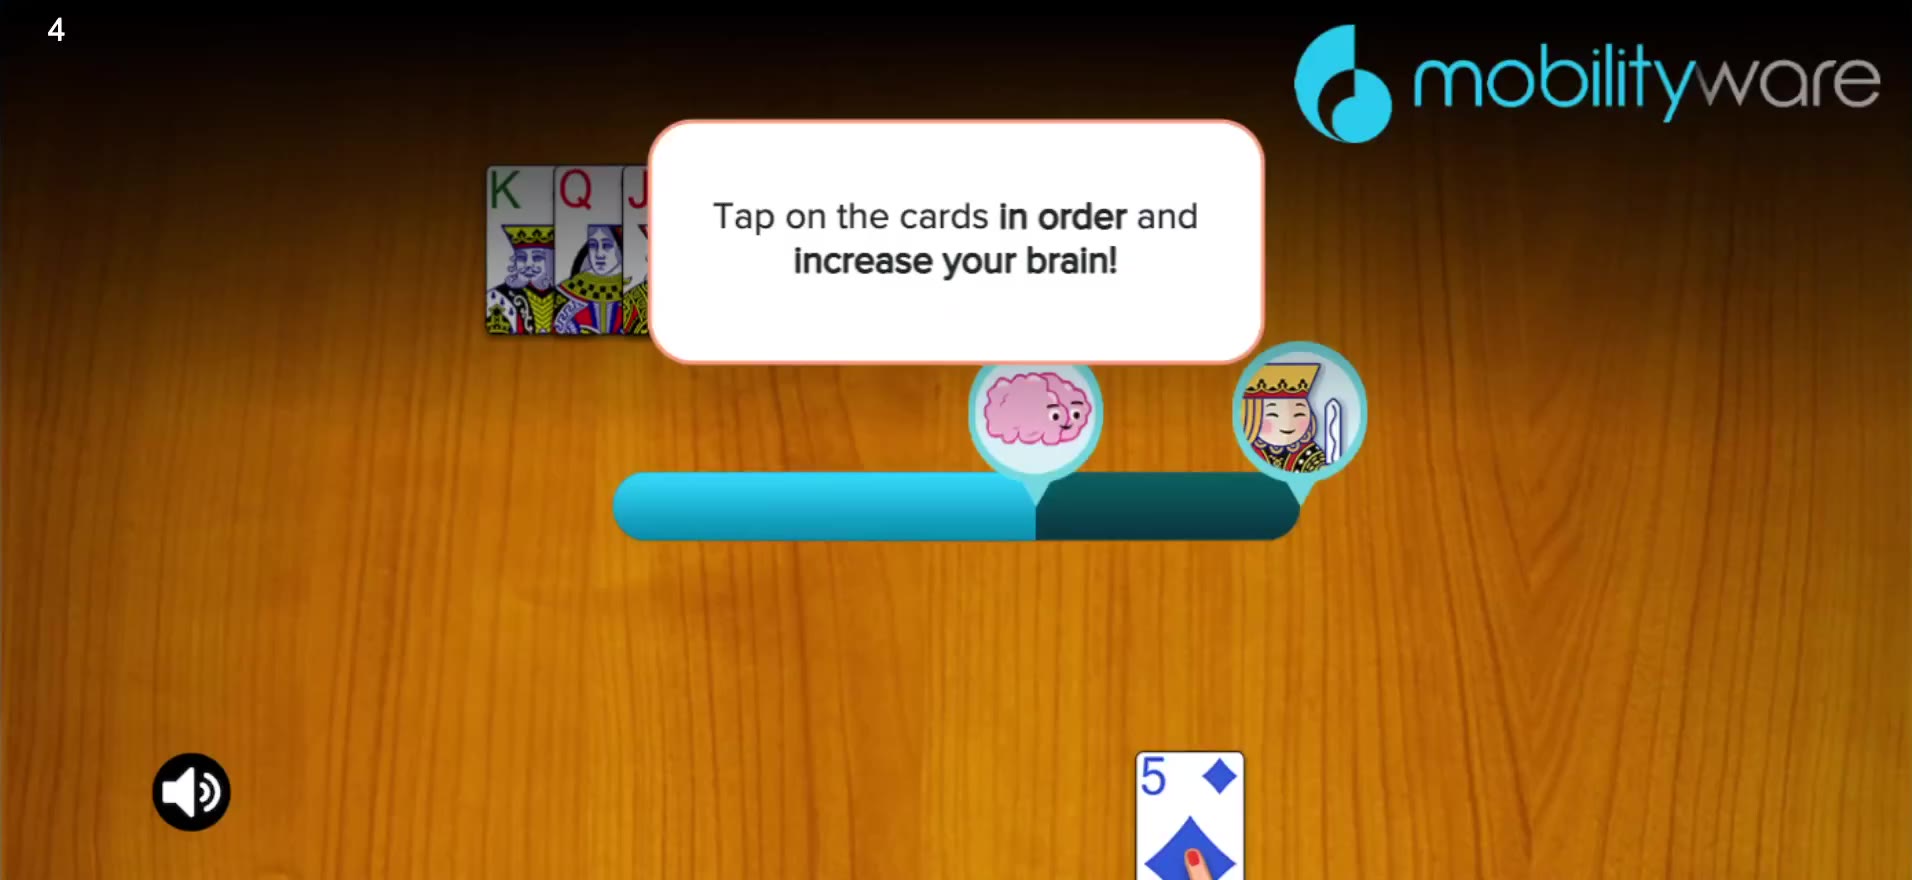 4
mobilityware
K Q J
Tap on the cards in order and
increase your brain!
5